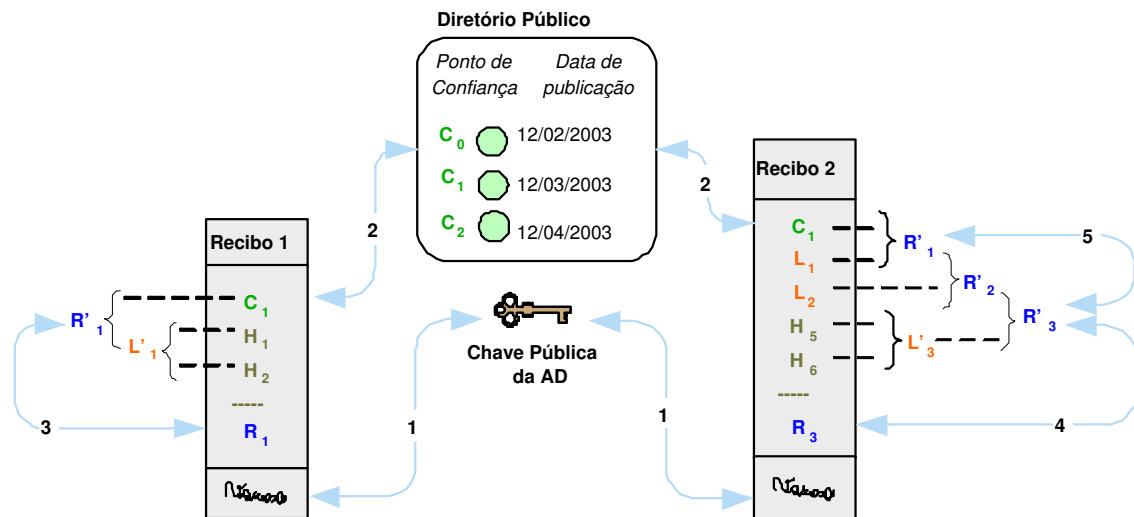 Diretório Público
Ponto de Confiança
Data de publicação
C0 12/02/2003
C1 12/03/2003
C2 12/04/2003
Chave Pública
da AD
Recibo 1
C1
H1
H2
-----
R1
R'1
L'1
3
2
1
Recibo 2
C1
L1
L2
H5
H6
-----
R3
R'1
R'2
R'3
L'3
5
4
2
1